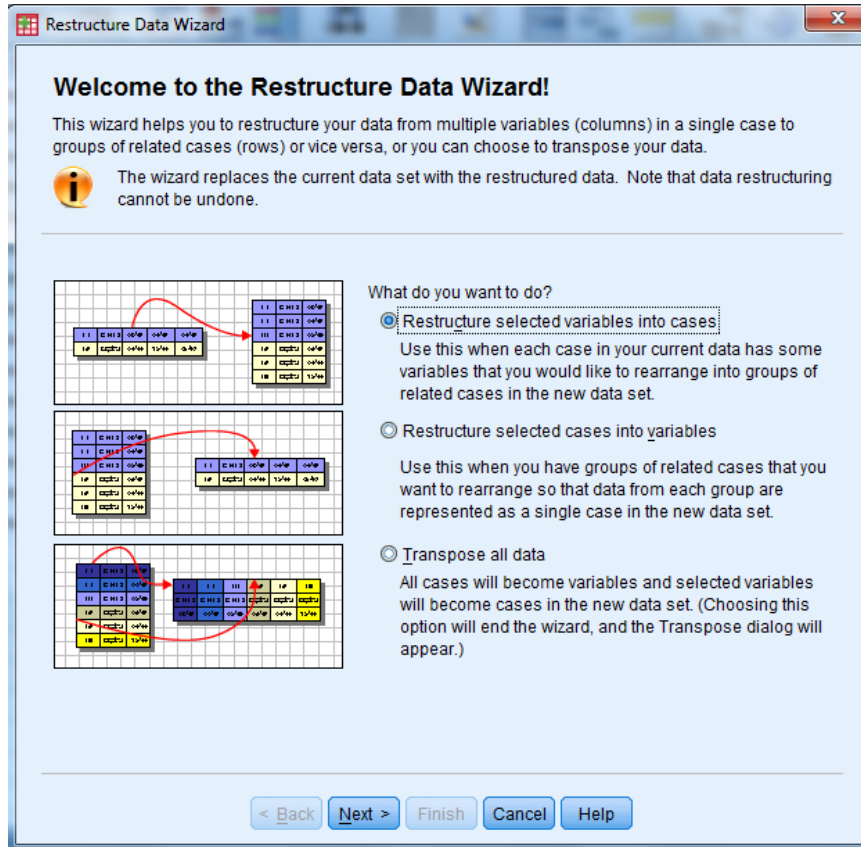 Restructure Data Wizard
Welcome to the Restructure Data Wizard!
This wizard helps you to restructure your data from multiple variables (columns) in a single case to
groups of related cases (rows) or vice versa, or you can choose to transpose your data.
The wizard replaces the current data set with the restructured data. Note that data restructuring
cannot be undone.
What do you want to do?
Restructure selected variables into cases
Use this when each case in your current data has some
variables that you would like to rearrange into groups of
related cases in the new data set.
Restructure selected cases into variables
Use this when you have groups of related cases that you
want to rearrange so that data from each group are
represented as a single case in the new data set.
Transpose all data
All cases will become variables and selected variables
will become cases in the new data set. (Choosing this
option will end the wizard, and the Transpose dialog will
appear.)
< Back Next > Finish Cancel Help